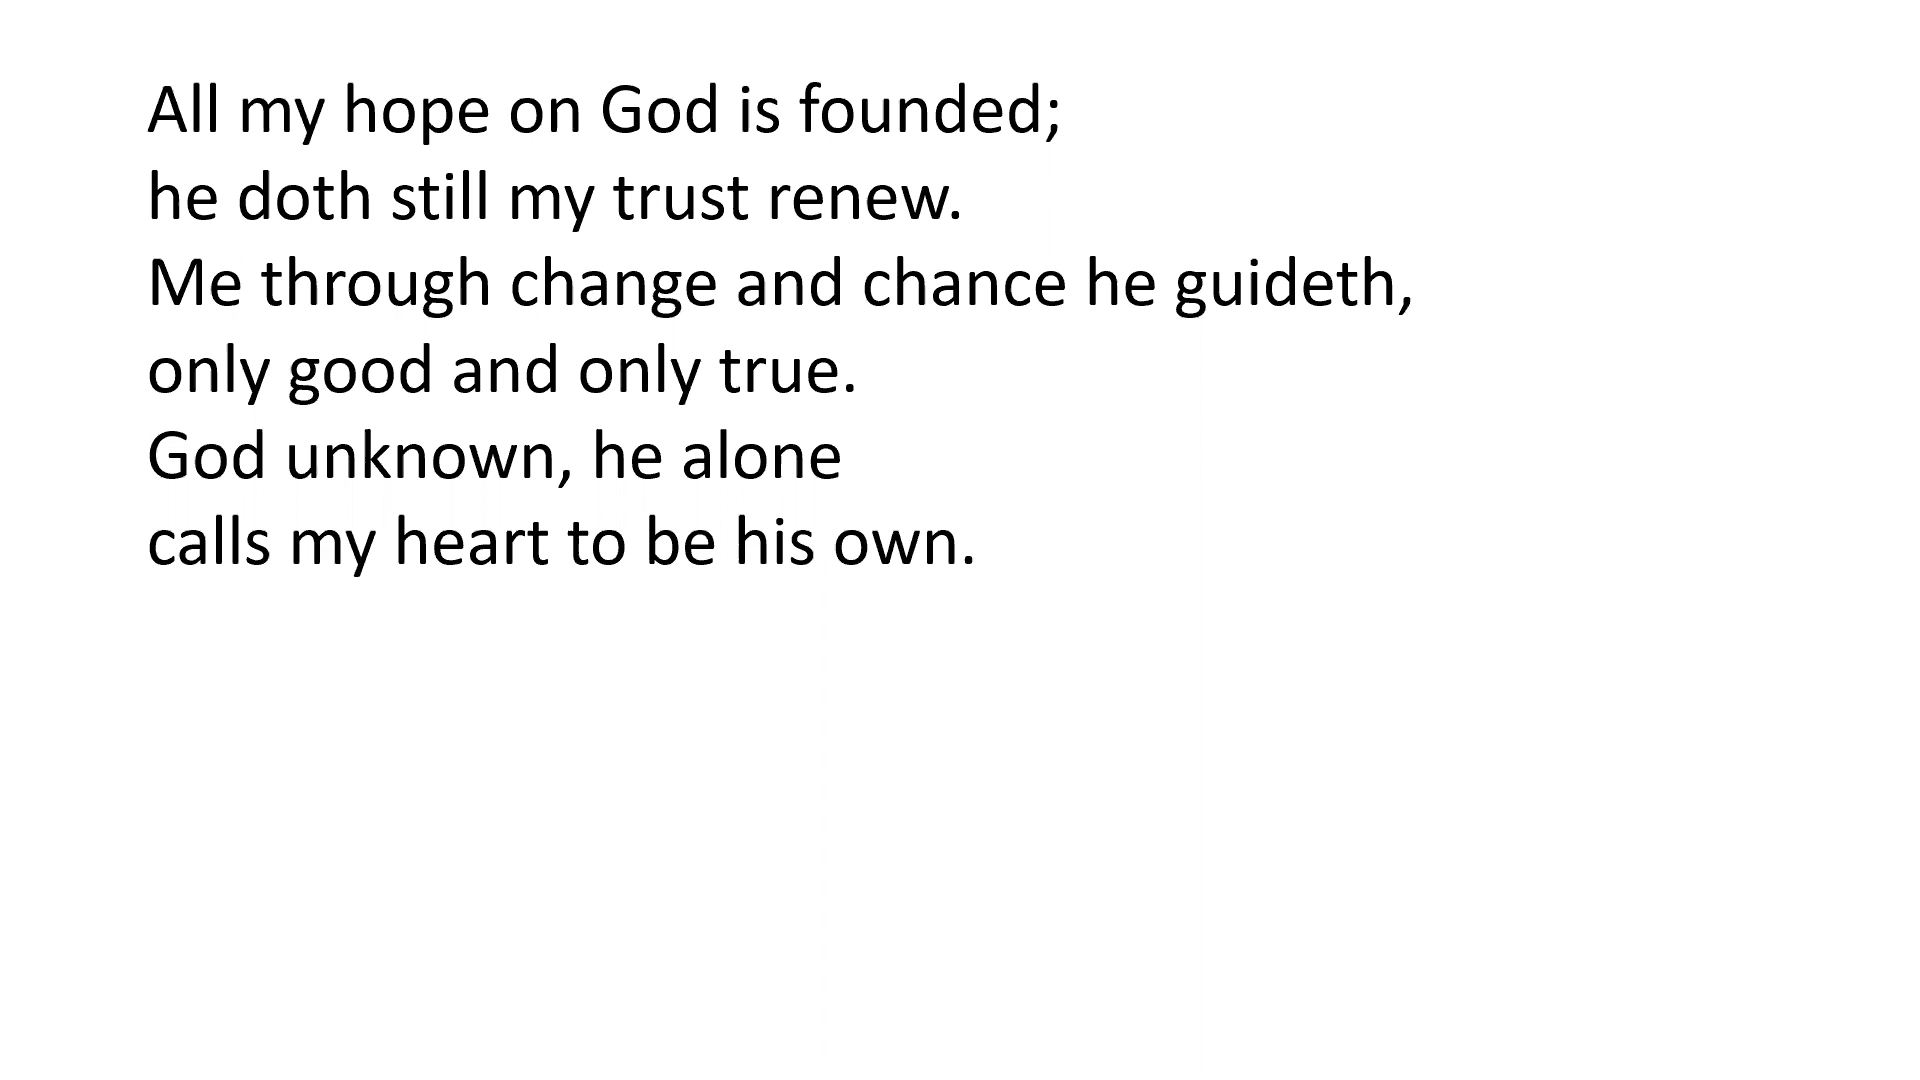 All my hope on God is founded;
he doth still my trust renew.
Me through change and chance he guideth,
only good and only true.
God unknown, he alone
calls my heart to be his own.